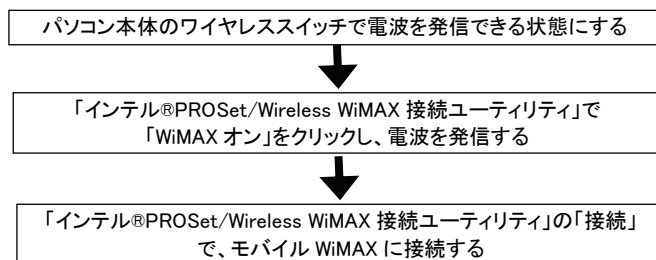 パソコン本体のワイヤレススイッチで電波を発信できる状態にする
「インテル®PROSet/Wireless WiMAX 接続ユーティリティ」で
「WiMAX オン」をクリックし、電波を発信する
「インテル®PROSet/Wireless WiMAX 接続ユーティリティ」の「接続」
で、モバイル WiMAX に接続する